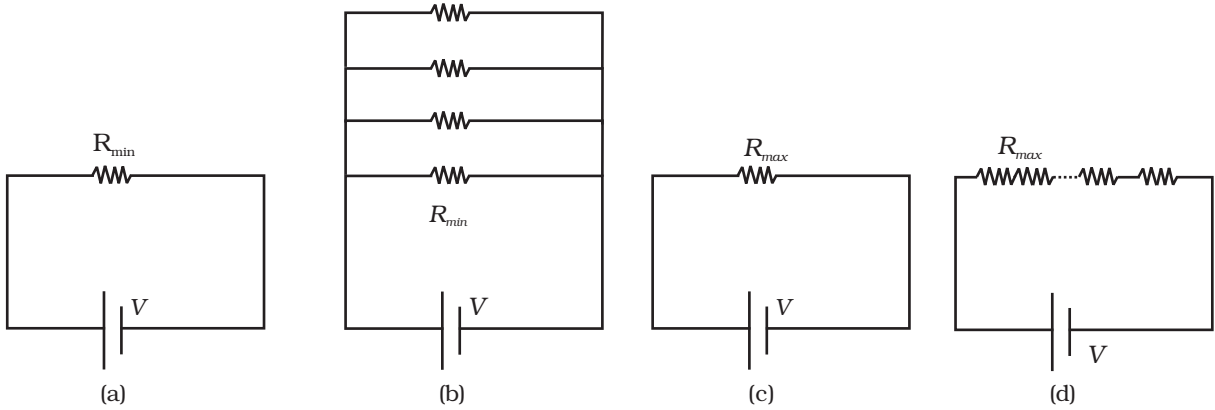 R_min
V
(a)
R_min
V
(b)
R_max
V
(c)
R_max
V
(d)